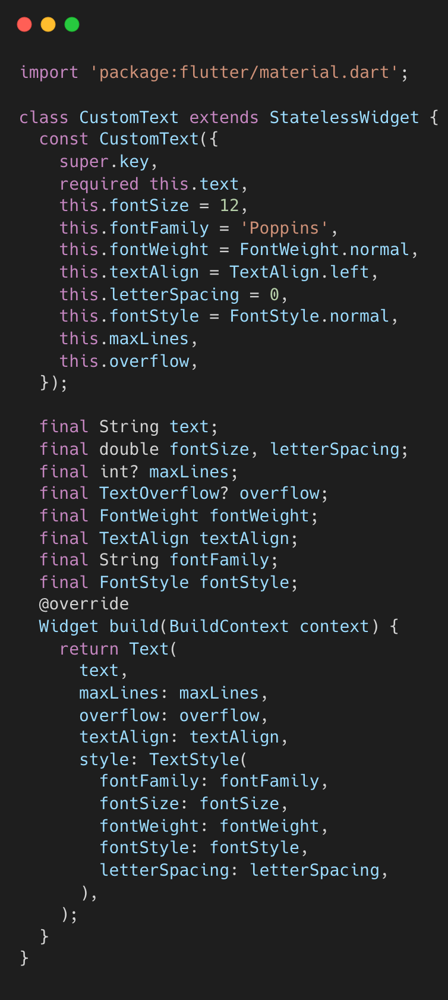 import 'package:flutter/material.dart';

class CustomText extends StatelessWidget {
  const CustomText({
    super.key,
    required this.text,
    this.fontSize = 12,
    this.fontFamily = 'Poppins',
    this.fontWeight = FontWeight.normal,
    this.textAlign = TextAlign.left,
    this.letterSpacing = 0,
    this.fontStyle = FontStyle.normal,
    this.maxLines,
    this.overflow,
  });

  final String text;
  final double fontSize, letterSpacing;
  final int? maxLines;
  final TextOverflow? overflow;
  final FontWeight fontWeight;
  final TextAlign textAlign;
  final String fontFamily;
  final FontStyle fontStyle;
  @override
  Widget build(BuildContext context) {
    return Text(
      text,
      maxLines: maxLines,
      overflow: overflow,
      textAlign: textAlign,
      style: TextStyle(
        fontFamily: fontFamily,
        fontSize: fontSize,
        fontWeight: fontWeight,
        fontStyle: fontStyle,
        letterSpacing: letterSpacing,
      ),
    );
  }
}